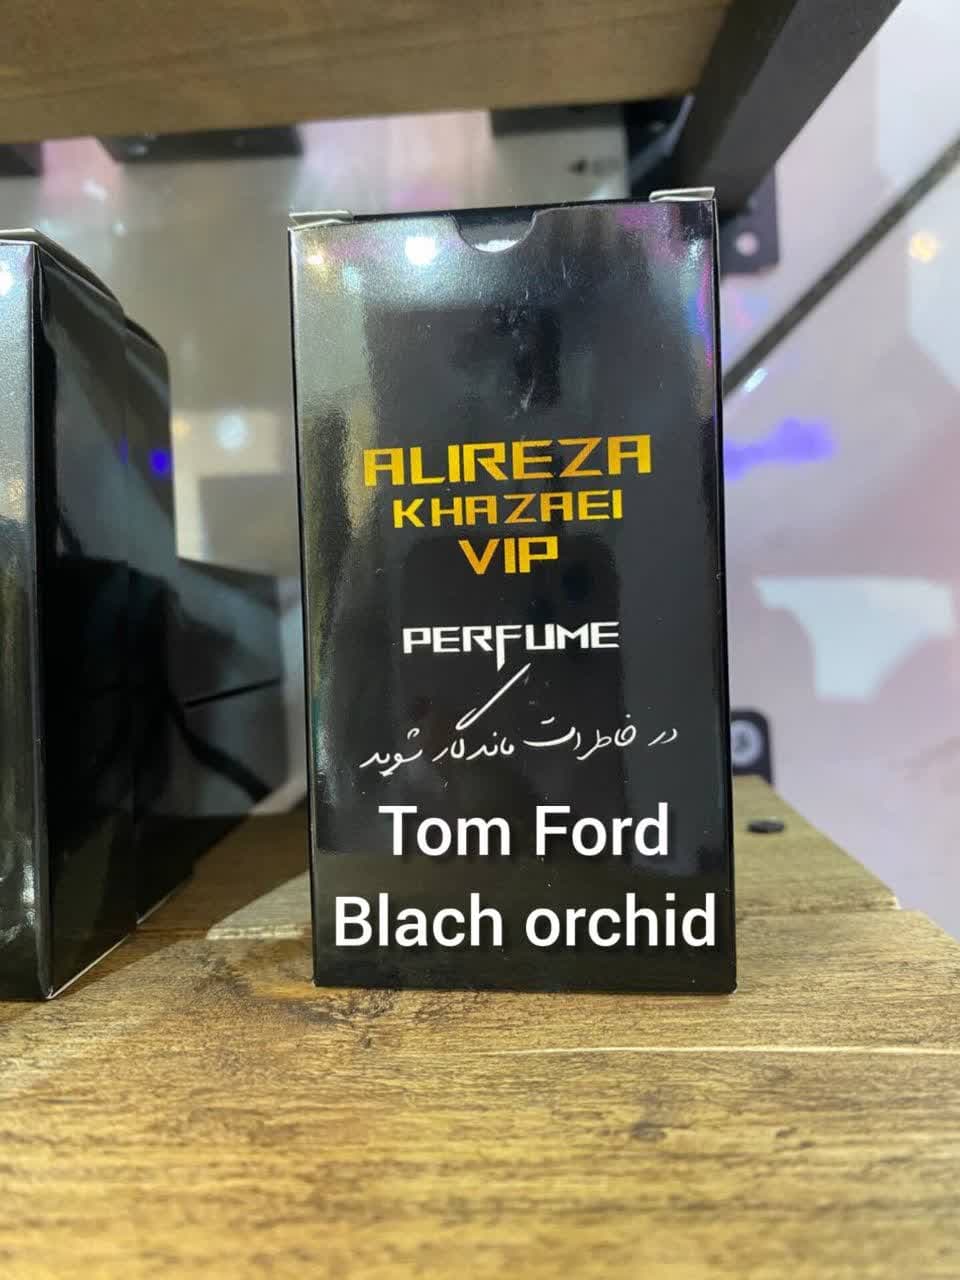 ALIREZA
KHAZAEI
VIP
PERFUME
در خاطرات ماندگار شوید
Tom Ford
Blach orchid